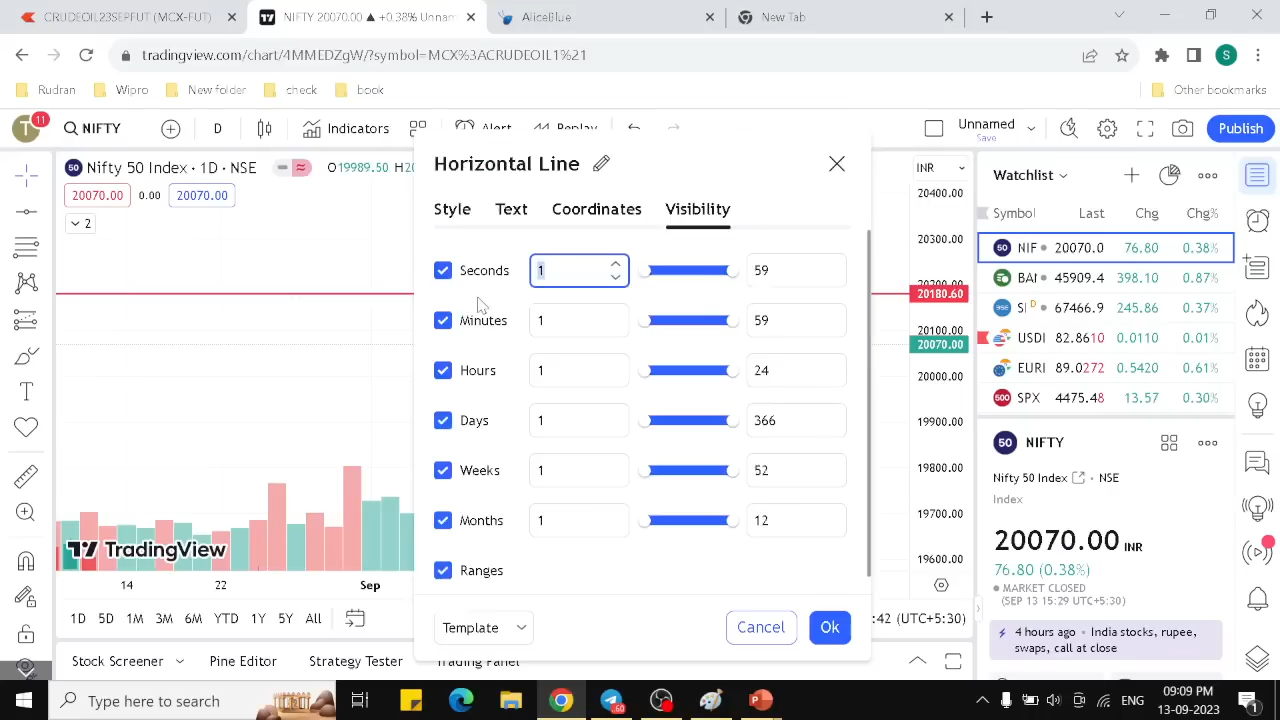 CRUDEOIL23SEPFUT (MCX-FUT)
NIFTY 20070.00 ▲ +0.38% Unnam
AliceBlue
New Tab
tradingview.com/chart/4MMEDZgW/?symbol=MCX%3ACRUDEOIL1%21
S
Rudran
Wipro
New folder
check
book
Other bookmarks
T
11
NIFTY
D
Indicators
Alert
Replay
Unnamed
Save
Publish
50
Nifty 50 Index · 1D · NSE
O19989.50 H2
20070.00
0.00
20070.00
2
Horizontal Line
Style
Text
Coordinates
Visibility
Seconds
1
59
Minutes
1
59
Hours
1
24
Days
1
366
Weeks
1
52
Months
1
12
Ranges
Template
Cancel
Ok
INR
20400.00
20300.00
20180.60
20100.00
20070.00
20000.00
19900.00
19800.00
19700.00
19600.00
TradingView
14
22
Sep
1D
5D
1M
3M
6M
YTD
1Y
5Y
All
:42 (UTC+5:30)
Stock Screener
Pine Editor
Strategy Tester
Trading Panel
Watchlist
Symbol
Last
Chg
Chg%
50 NIF 20070.0 76.80 0.38%
BAI 45909.4 398.10 0.87%
S D 67466.9 245.86 0.37%
USDI 82.8610 0.0110 0.01%
EURI 89.0272 0.5420 0.61%
500 SPX 4475.48 13.57 0.30%
50 NIFTY
Nifty 50 Index · NSE
Index
20070.00 INR
76.80 (0.38%)
MARKET CLOSED
(SEP 13 15:29 UTC+5:30)
4 hours ago · India stocks, rupee,
swaps, call at close
Type here to search
60
ENG
09:09 PM
13-09-2023
1